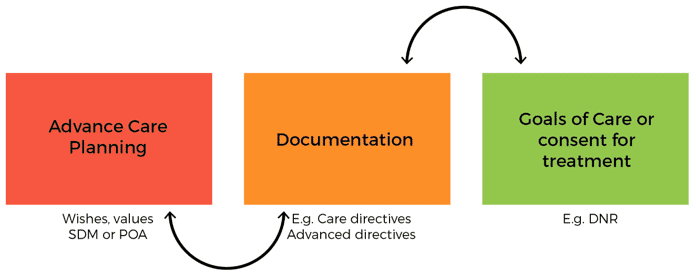 Advance Care
Planning
Wishes, values
SDM or POA
Documentation
E.g. Care directives
Advanced directives
Goals of Care or
consent for
treatment
E.g. DNR